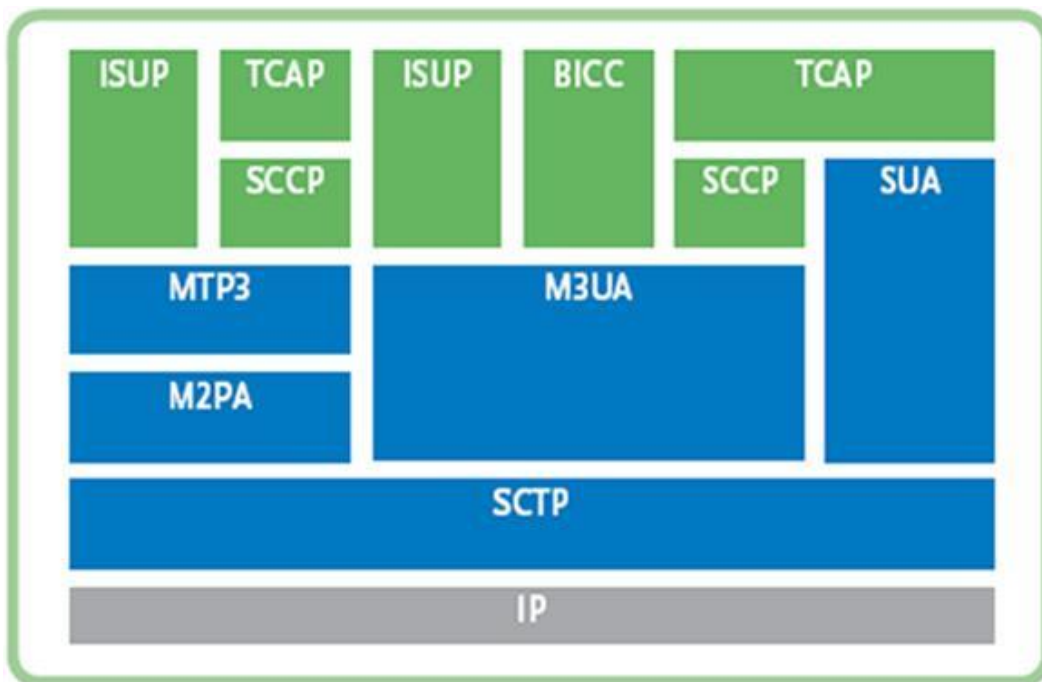 ISUP TCAP ISUP BICC TCAP
SCCP SCCP SUA
MTP3 M3UA
M2PA
SCTP
IP